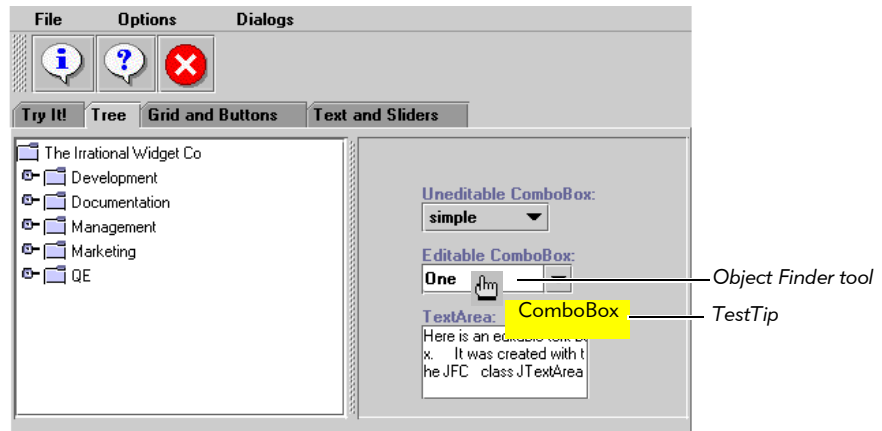 File Options Dialogs
Try It! Tree Grid and Buttons Text and Sliders
The Irrational Widget Co
Development
Documentation
Management
Marketing
QE
Uneditable ComboBox:
simple
Editable ComboBox:
One
Object Finder tool
ComboBox
TestTip
TextArea:
Here is an
x. It was created with t
he JFC class JTextArea